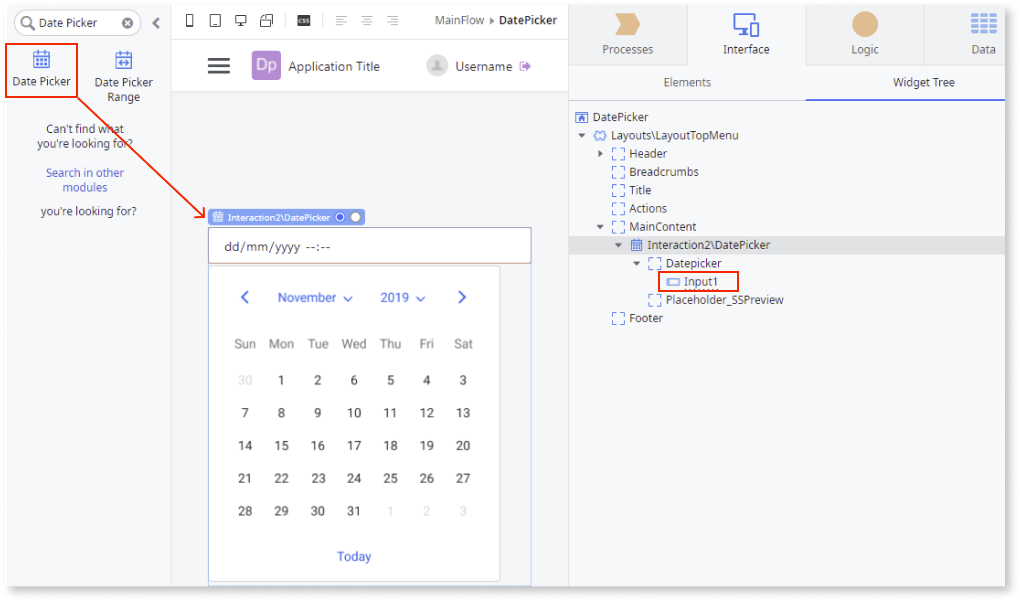 Date Picker
Date Picker
Date Picker
Range
Can't find what
you're looking for?
Search in other
modules
you're looking for?
CSS
MainFlow DatePicker
Dp Application Title
Username
Interaction2\DatePicker
dd/mm/yyyy --:--
November 2019
Sun Mon Tue Wed Thu Fri Sat
30 1 2 6 5 4 3
7 8 9 10 11 12 13
14 15 16 17 18 19 20
21 22 23 24 25 26 27
28 29 30 31 1 2 3
Today
Processes Interface Logic Data
Elements Widget Tree
DatePicker
Layouts\LayoutTopMenu
Header
Breadcrumbs
Title
Actions
MainContent
Interaction2\DatePicker
Datepicker
Input1
Placeholder_SSPreview
Footer